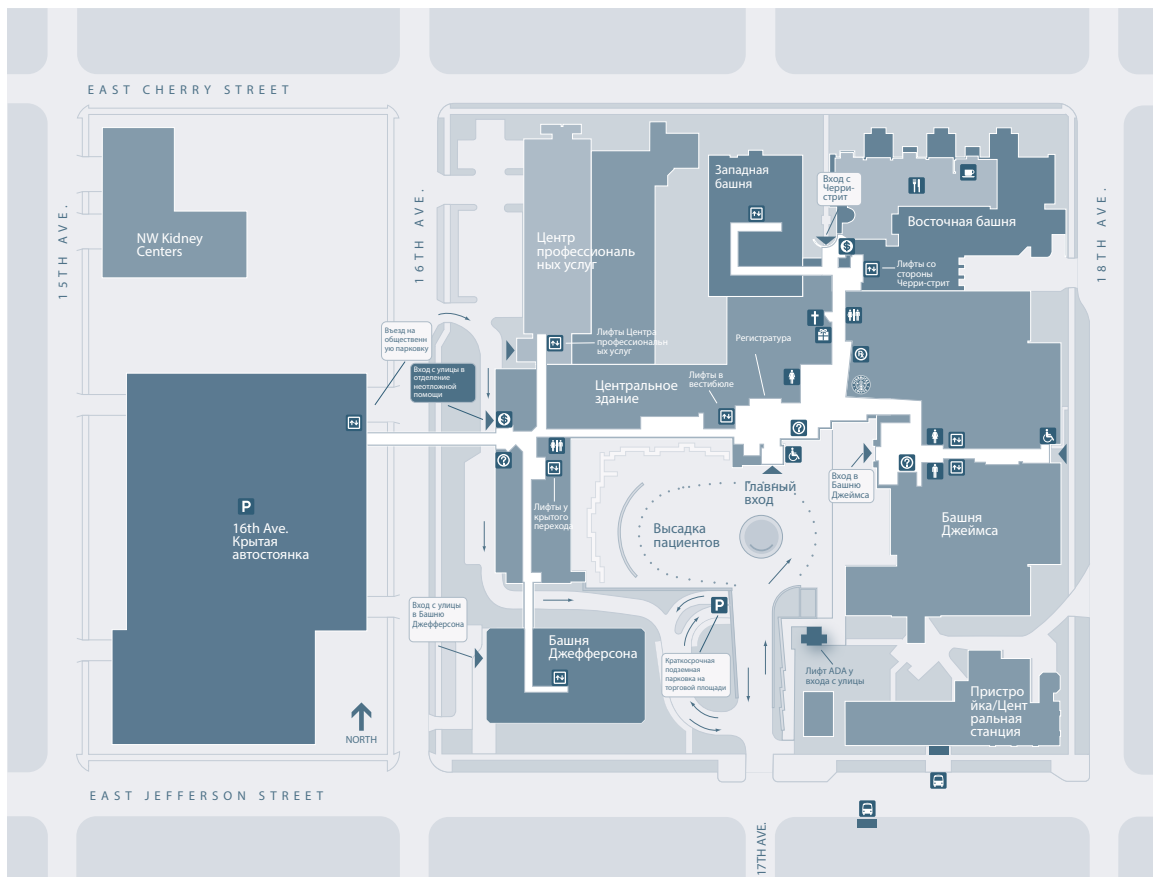 EAST CHERRY STREET
15TH AVE.
16TH AVE.
18TH AVE.
NW Kidney
Centers
Западная
башня
Вход с
Черри-
стрит
Восточная башня
Центр
профессиональ
ных услуг
Лифты со
стороны
Черри-стрит
Въезд на
общественн
ую парковку
Лифты Центра
профессиональн
ых услуг
Регистратура
Вход с улицы в
отделение
неотложной
помощи
Центральное
здание
Лифты в
вестибюле
$
$
?
?
?
Главный
вход
Вход в
Башню
Джеймса
Лифты у
крытого
перехода
P
16th Ave.
Крытая
автостоянка
Высадка
пациентов
Башня
Джеймса
Вход с улицы
в Башню
Джефферсона
P
Башня
Джефферсона
Краткосрочная
подземная
парковка на
торговой площади
Лифт ADA у
входа с улицы
Пристро
йка/Цент
ральная
станция
NORTH
EAST JEFFERSON STREET
17TH AVE.